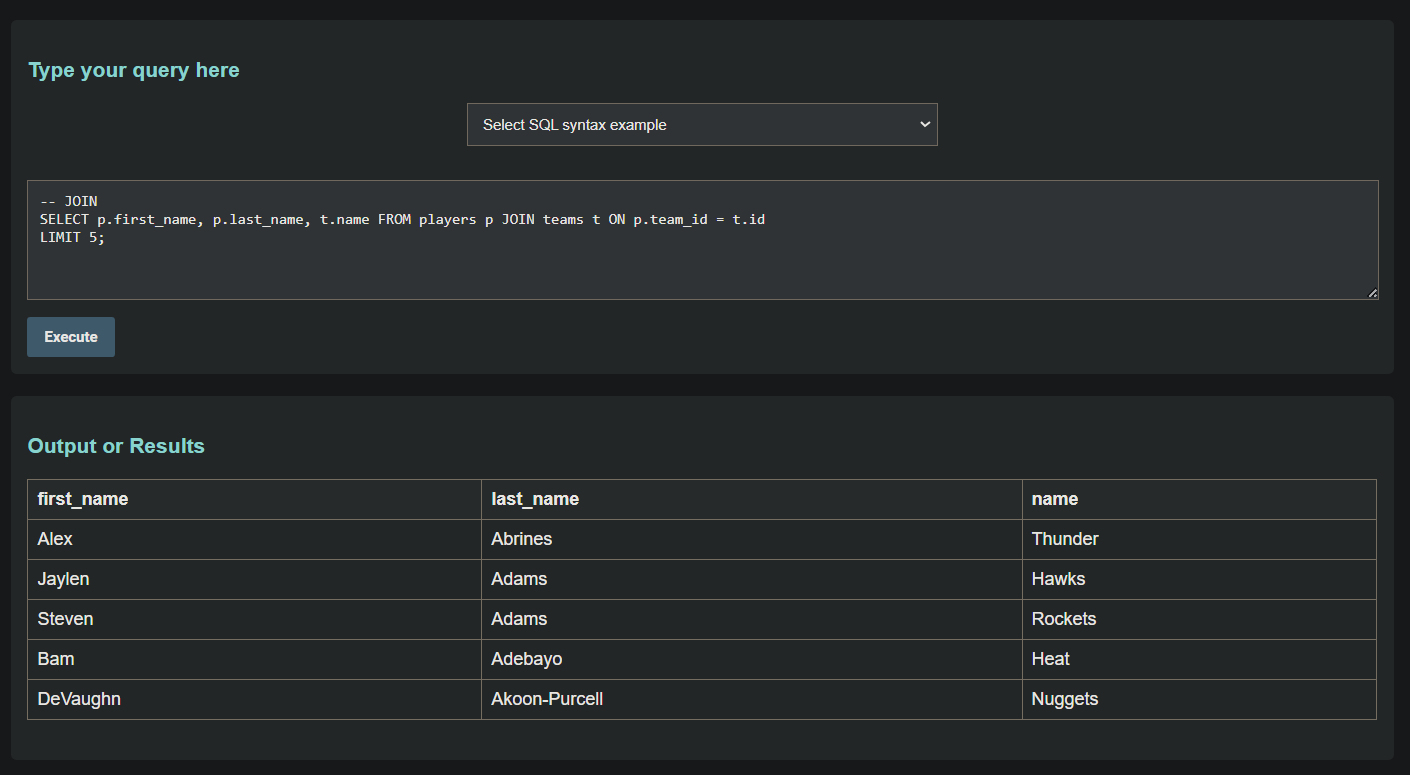 Type your query here
Select SQL syntax example
-- JOIN
SELECT p.first_name, p.last_name, t.name FROM players p JOIN teams t ON p.team_id = t.id
LIMIT 5;
Execute
Output or Results
first_name last_name name
Alex Abrines Thunder
Jaylen Adams Hawks
Steven Adams Rockets
Bam Adebayo Heat
DeVaughn Akoon-Purcell Nuggets